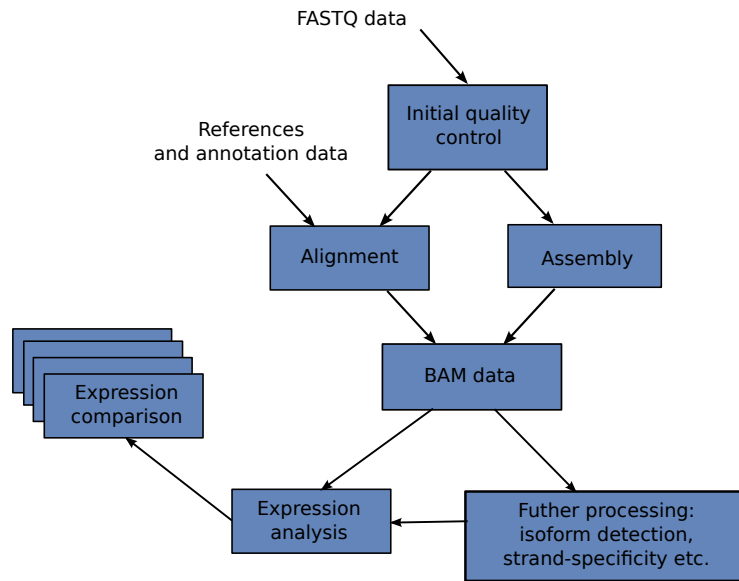 FASTQ data
Initial quality
control
References
and annotation data
Alignment
Assembly
BAM data
Expression
comparison
Expression
analysis
Futher processing:
isoform detection,
strand-specificity etc.